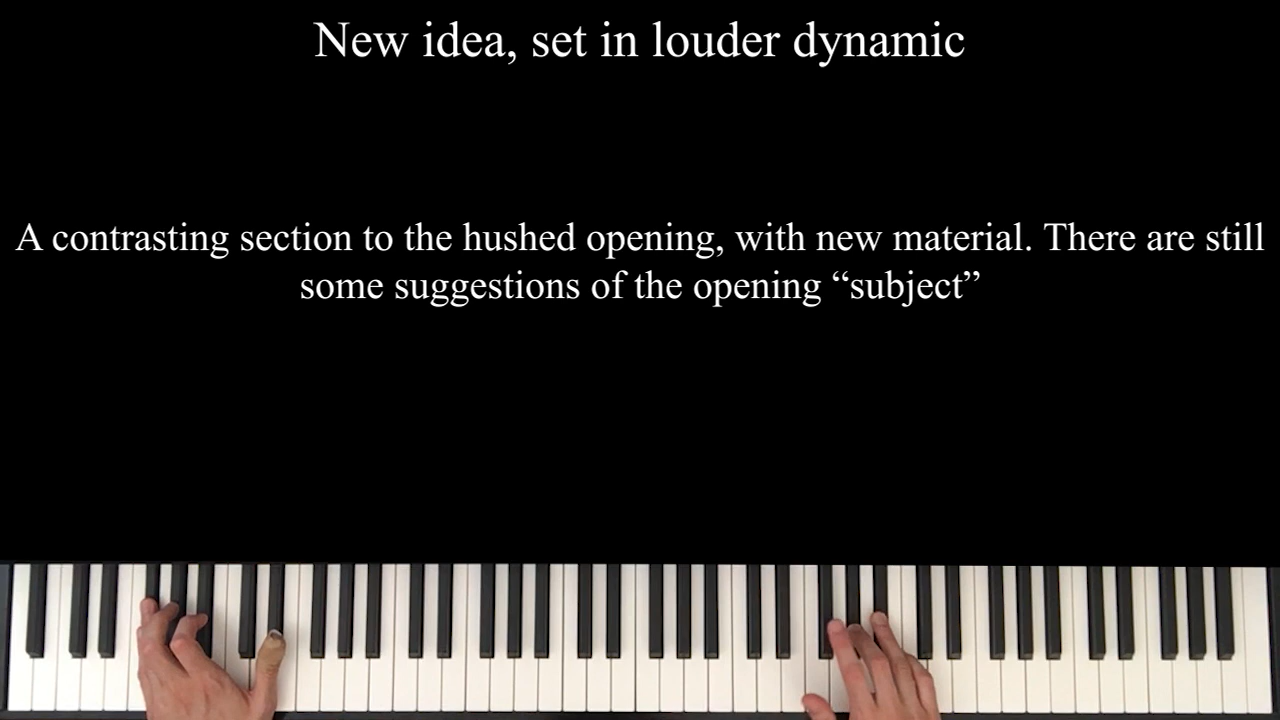 New idea, set in louder dynamic
A contrasting section to the hushed opening, with new material. There are still
some suggestions of the opening “subject”